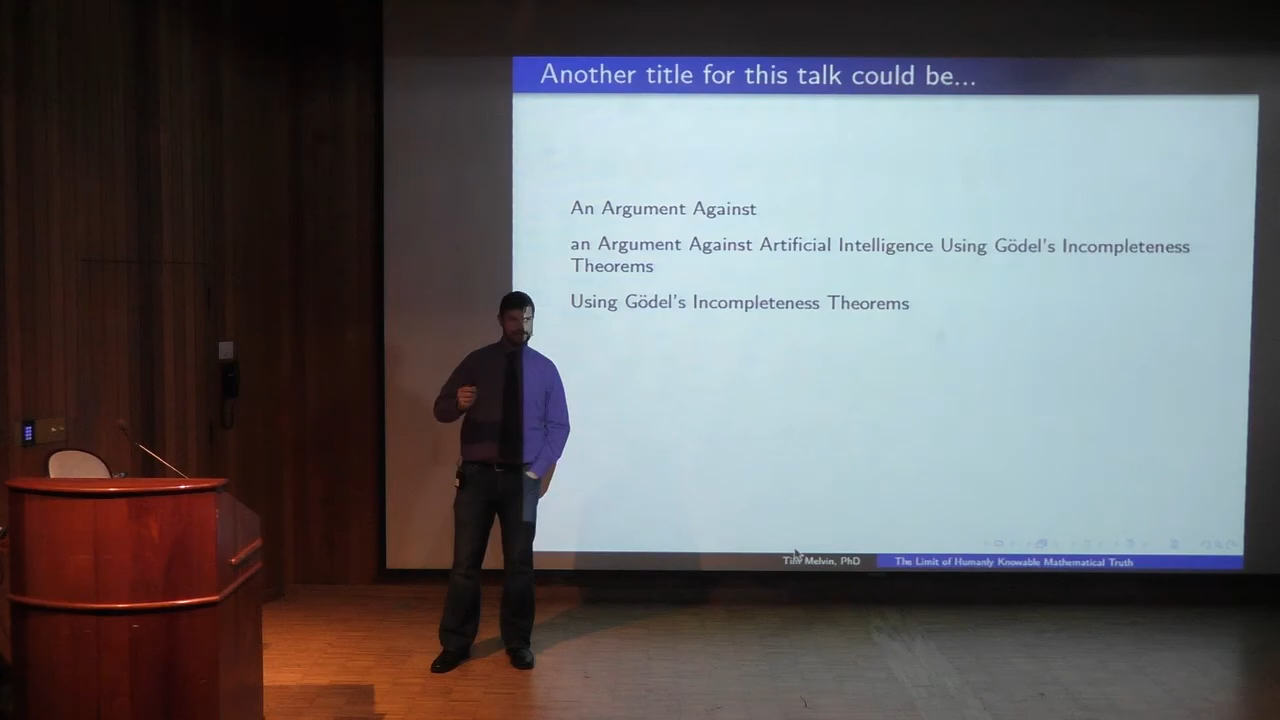 Another title for this talk could be...
An Argument Against
an Argument Against Artificial Intelligence Using Gödel's Incompleteness
Theorems
Using Gödel's Incompleteness Theorems
Tim Melvin, PhD
The Limit of Humanly Knowable Mathematical Truth